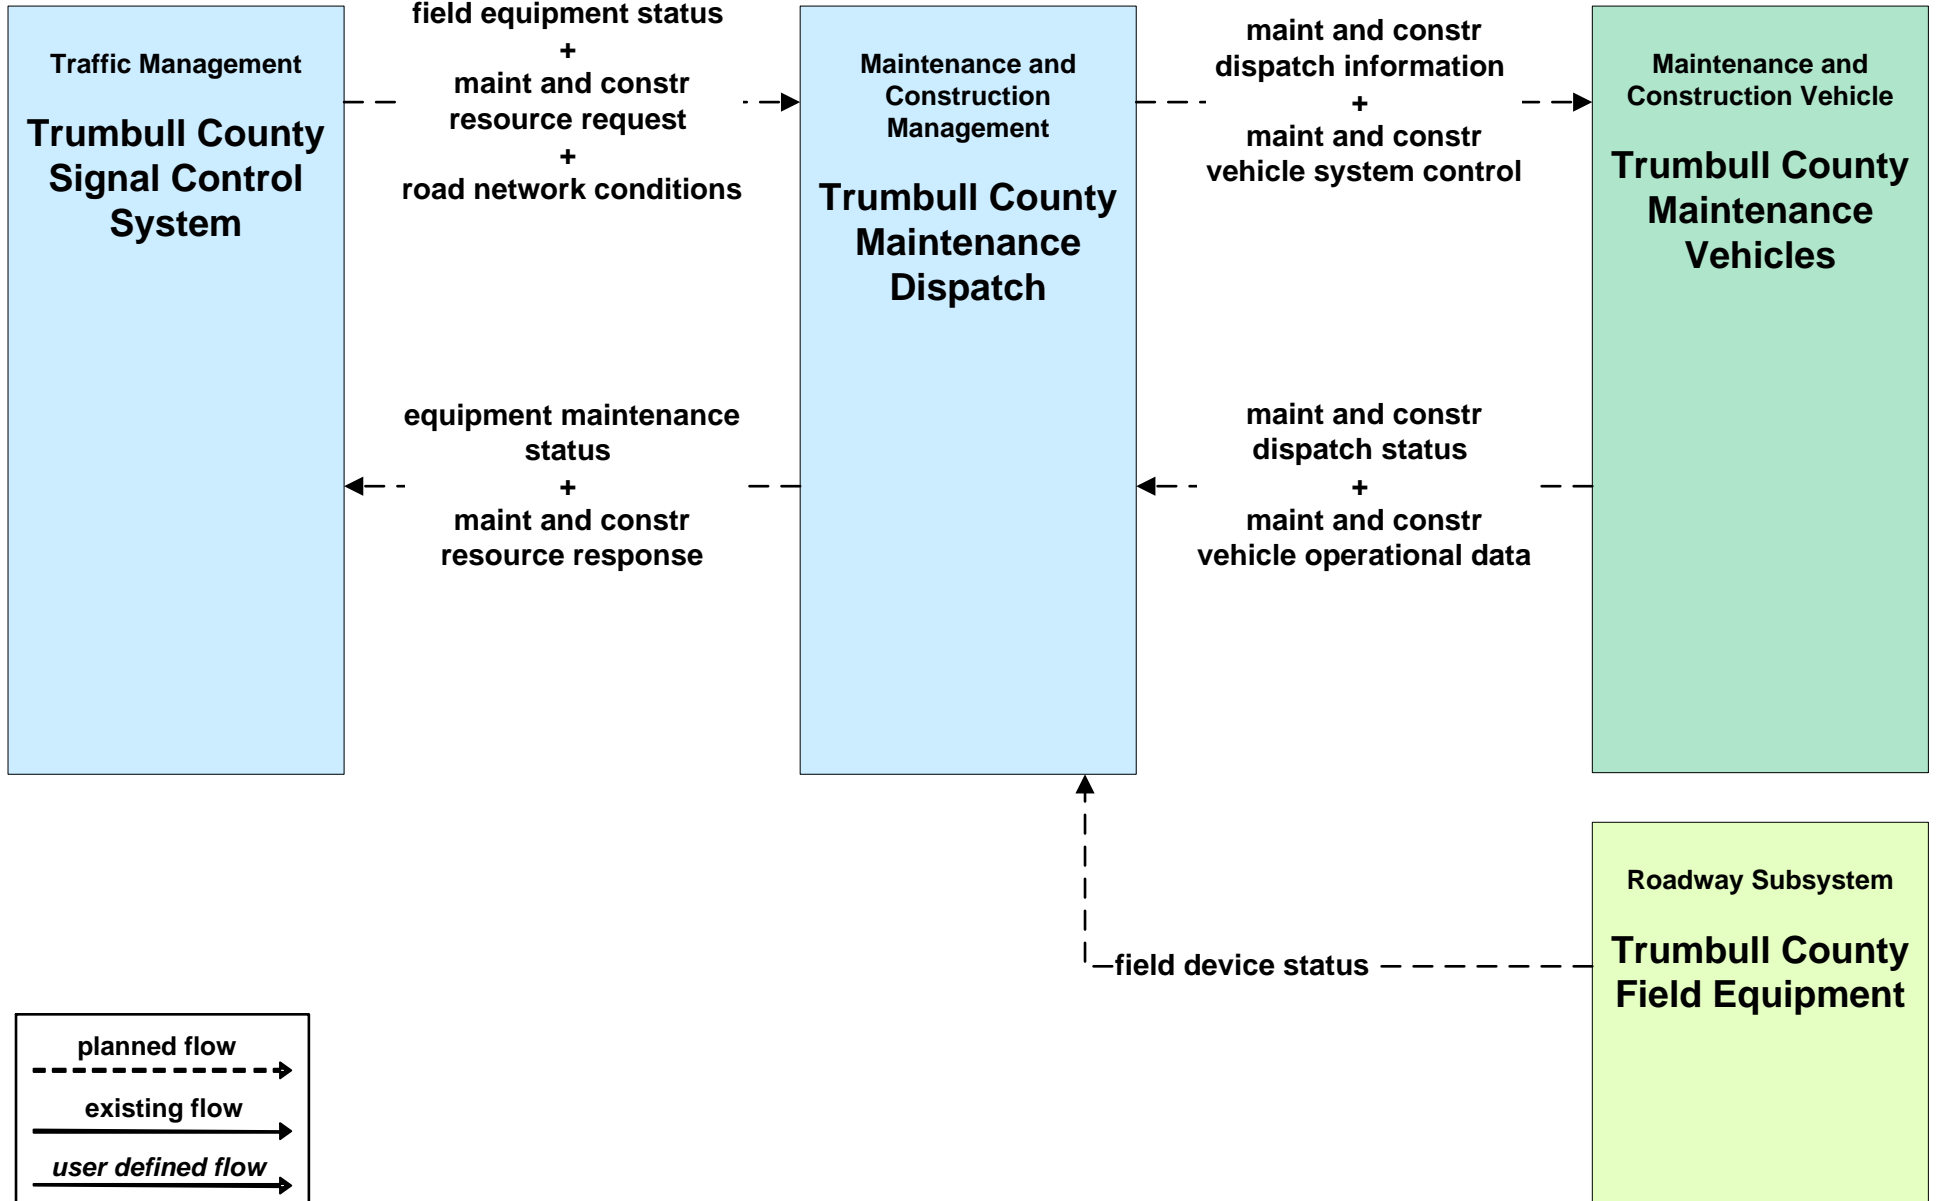 Traffic Management
Trumbull County
Signal Control
System
field equipment status
+
maint and constr
resource request
+
road network conditions
equipment maintenance
status
+
maint and constr
resource response
Maintenance and
Construction
Management
Trumbull County
Maintenance
Dispatch
maint and constr
dispatch information
+
maint and constr
vehicle system control
maint and constr
dispatch status
+
maint and constr
vehicle operational data
Maintenance and
Construction Vehicle
Trumbull County
Maintenance
Vehicles
field device status
Roadway Subsystem
Trumbull County
Field Equipment
planned flow
existing flow
user defined flow